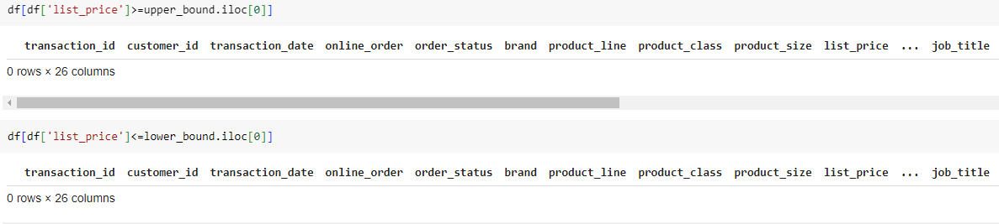 df[df['list_price']>=upper_bound.iloc[0]]
transaction_id customer_id transaction_date online_order order_status brand product_line product_class product_size list_price ... job_title
0 rows × 26 columns
df[df['list_price']<=lower_bound.iloc[0]]
transaction_id customer_id transaction_date online_order order_status brand product_line product_class product_size list_price ... job_title
0 rows × 26 columns